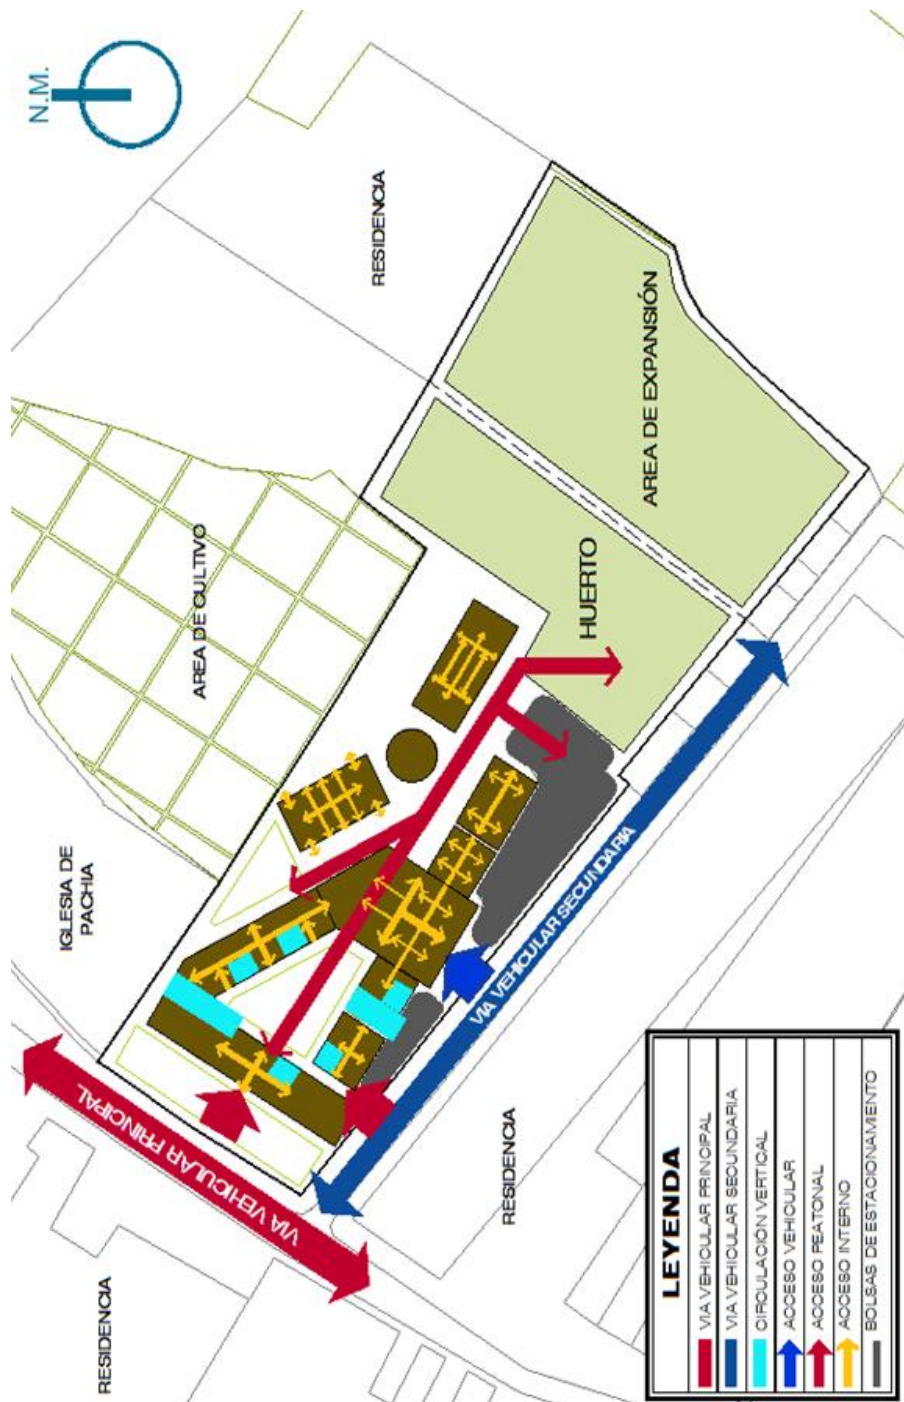 N.M.
RESIDENCIA
AREA DE EXPANSIÓN
AREA DE CULTIVO
HUERTO
IGLESIA DE
PACHIA
VIA VEHICULAR PRINCIPAL
VIA VEHICULAR SECUNDARIA
RESIDENCIA
RESIDENCIA
LEYENDA
VIA VEHICULAR PRINCIPAL
VIA VEHICULAR SECUNDARIA
CIRCULACIÓN VERTICAL
ACCESO VEHICULAR
ACCESO PEATONAL
ACCESO INTERNO
BOLSAS DE ESTACIONAMIENTO